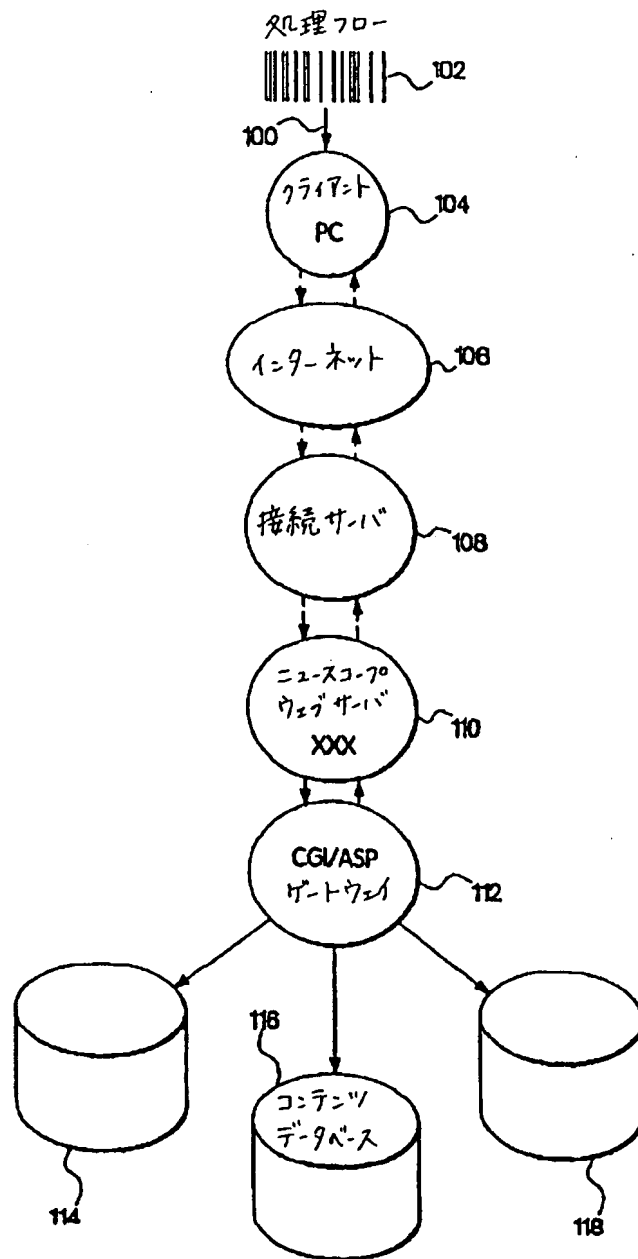 処理フロー
102
100
クライアント
PC
104
インターネット
106
接続サーバ
108
ニュースコープ
ウェブサーバ
XXX
110
CGI/ASP
ゲートウェイ
112
116
コンテンツ
データベース
114
118